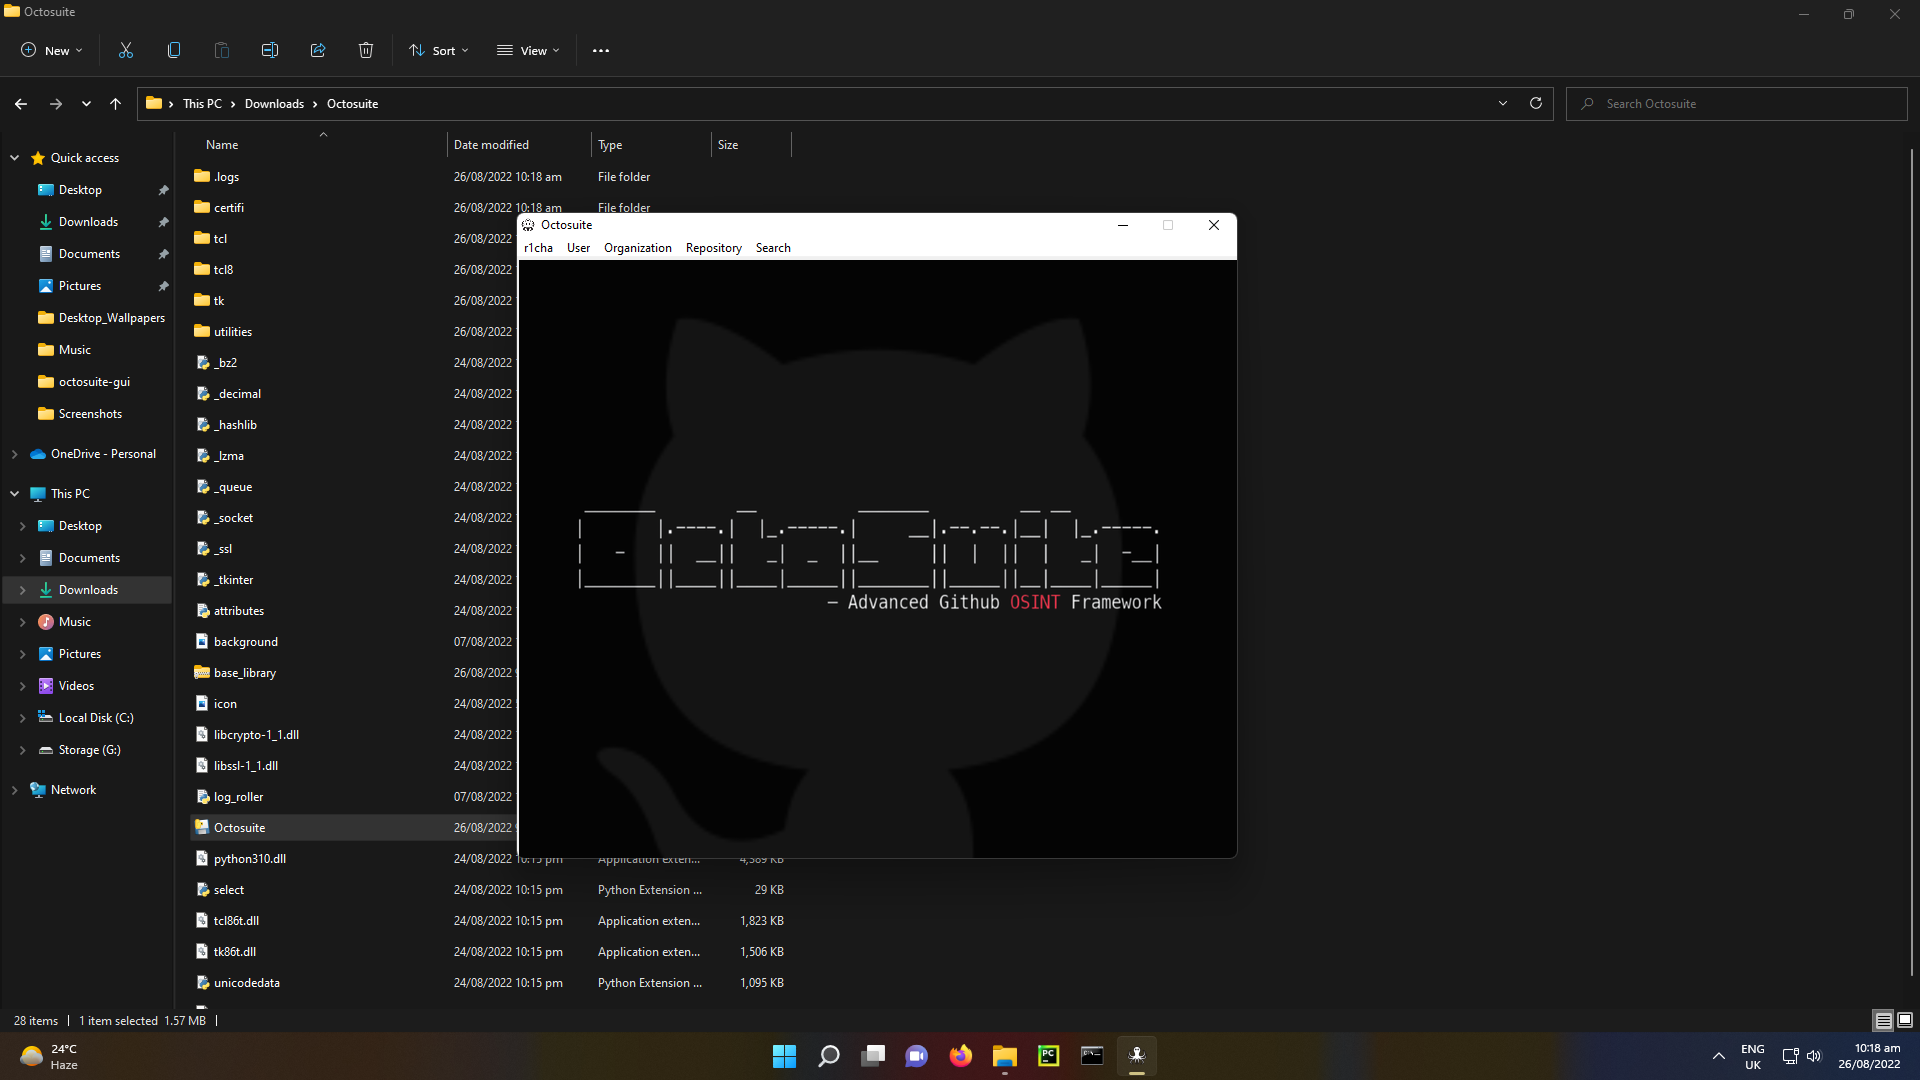 Octosuite
New
Sort
View
This PC > Downloads > Octosuite
Search Octosuite
Name Date modified Type Size
Quick access
Desktop
Downloads
Documents
Pictures
Desktop_Wallpapers
Music
octosuite-gui
Screenshots
OneDrive - Personal
This PC
Desktop
Documents
Downloads
Music
Pictures
Videos
Local Disk (C:)
Storage (G:)
Network
.logs 26/08/2022 10:18 am File folder
certifi 26/08/2022 10:18 am File folder
tcl 26/08/2022
tcl8 26/08/2022
tk 26/08/2022
utilities 26/08/2022
_bz2 24/08/2022
_decimal 24/08/2022
_hashlib 24/08/2022
_lzma 24/08/2022
_queue 24/08/2022
_socket 24/08/2022
_ssl 24/08/2022
_tkinter 24/08/2022
attributes 24/08/2022
background 07/08/2022
base_library 26/08/2022
icon 24/08/2022
libcrypto-1_1.dll 24/08/2022
libssl-1_1.dll 24/08/2022
log_roller 07/08/2022
Octosuite 26/08/2022
python310.dll 24/08/2022 10:15 pm Application exten... 4,389 KB
select 24/08/2022 10:15 pm Python Extension ... 29 KB
tcl86t.dll 24/08/2022 10:15 pm Application exten... 1,823 KB
tk86t.dll 24/08/2022 10:15 pm Application exten... 1,506 KB
unicodedata 24/08/2022 10:15 pm Python Extension ... 1,095 KB
Octosuite
r1cha User Organization Repository Search
OctoSuite
— Advanced Github OSINT Framework
28 items 1 item selected 1.57 MB
24°C
Haze
PC
ENG
UK
10:18 am
26/08/2022